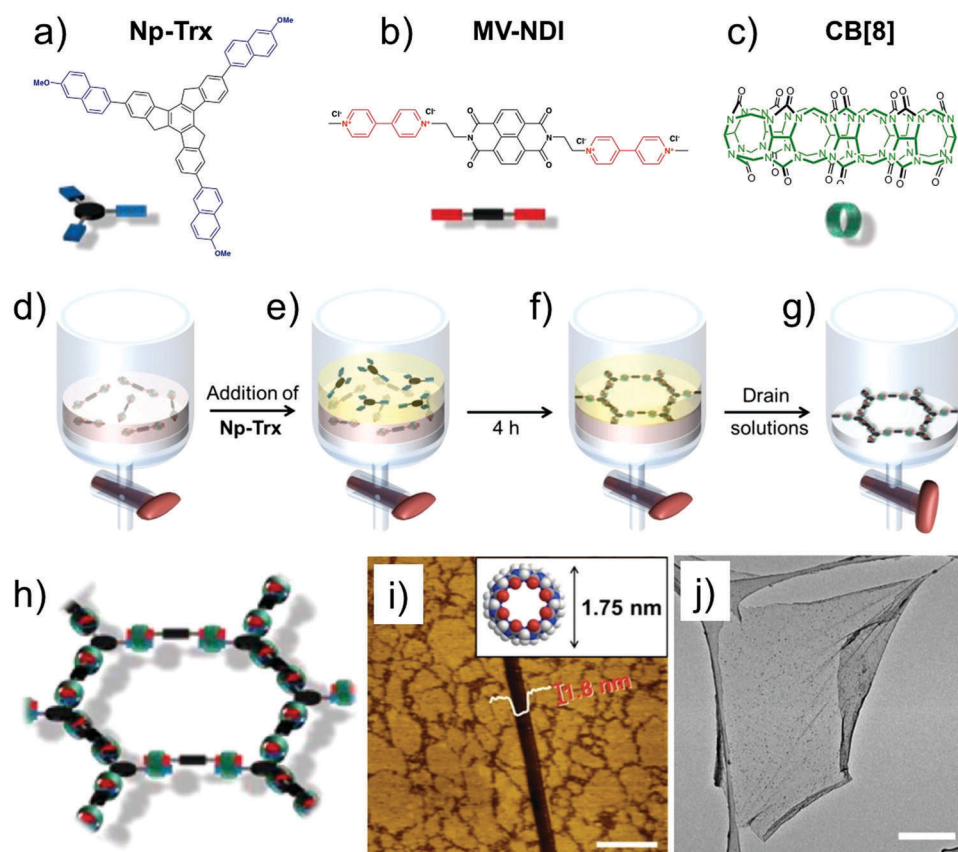 a) Np-Trx
b) MV-NDI
c) CB[8]
MeO
OMe
OMe
Cl-
N+
Cl-
N+
O
O
N
N
O
O
Cl-
N+
Cl-
N+
d)
e)
f)
g)
Addition of
Np-Trx
4 h
Drain
solutions
h)
i)
1.75 nm
1.8 nm
j)